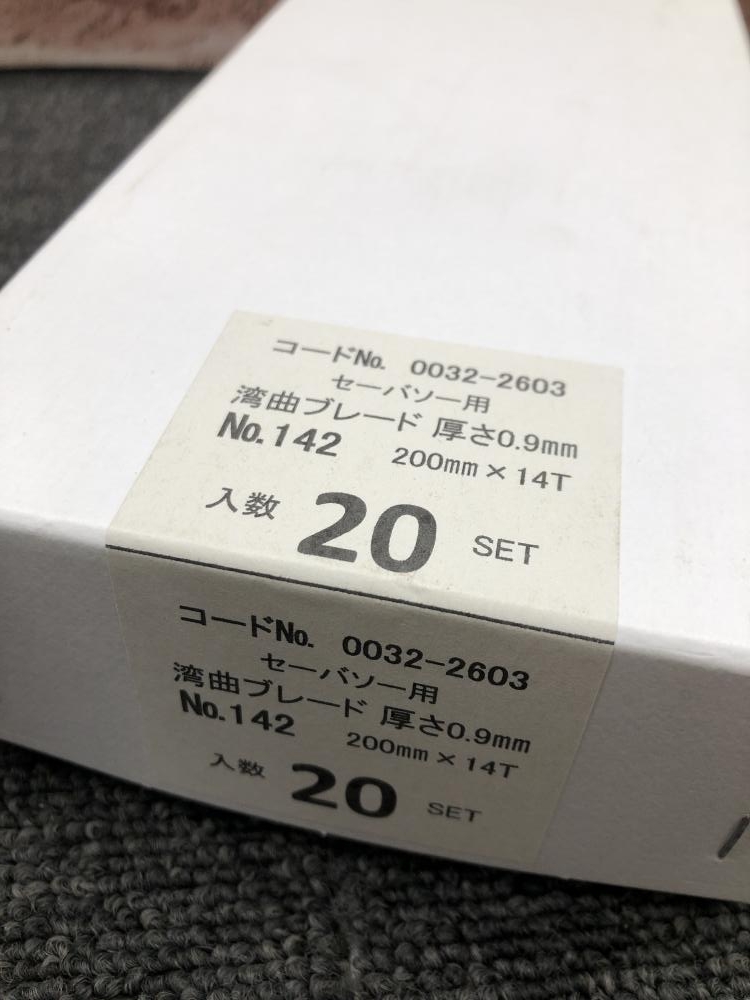 コードNo. 0032-2603
セーバソー用
湾曲ブレード 厚さ0.9mm
No.142 200mm×14T
入数 20 SET
コードNo. 0032-2603
セーバソー用
湾曲ブレード 厚さ0.9mm
No.142 200mm×14T
入数 20 SET